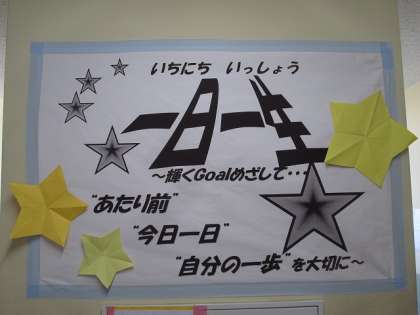 いちにち いっしょう
一日一生
～輝くGoalめざして・・・
“あたり前”
“今日一日”
“自分の一歩”を大切に～